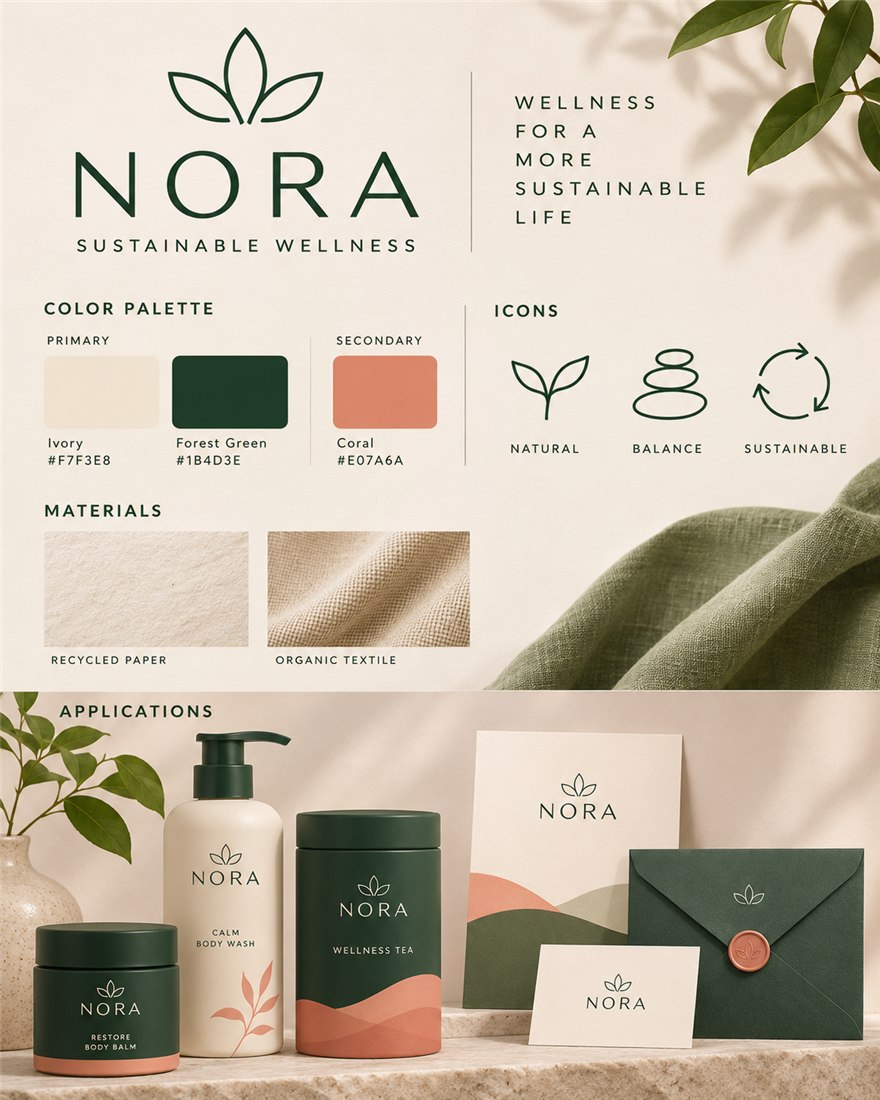 NORA
SUSTAINABLE WELLNESS
WELLNESS
FOR A
MORE
SUSTAINABLE
LIFE
COLOR PALETTE
PRIMARY
SECONDARY
Ivory
#F7F3E8
Forest Green
#1B4D3E
Coral
#E07A6A
ICONS
NATURAL
BALANCE
SUSTAINABLE
MATERIALS
RECYCLED PAPER
ORGANIC TEXTILE
APPLICATIONS
NORA
RESTORE
BODY BALM
NORA
CALM
BODY WASH
NORA
WELLNESS TEA
NORA
NORA